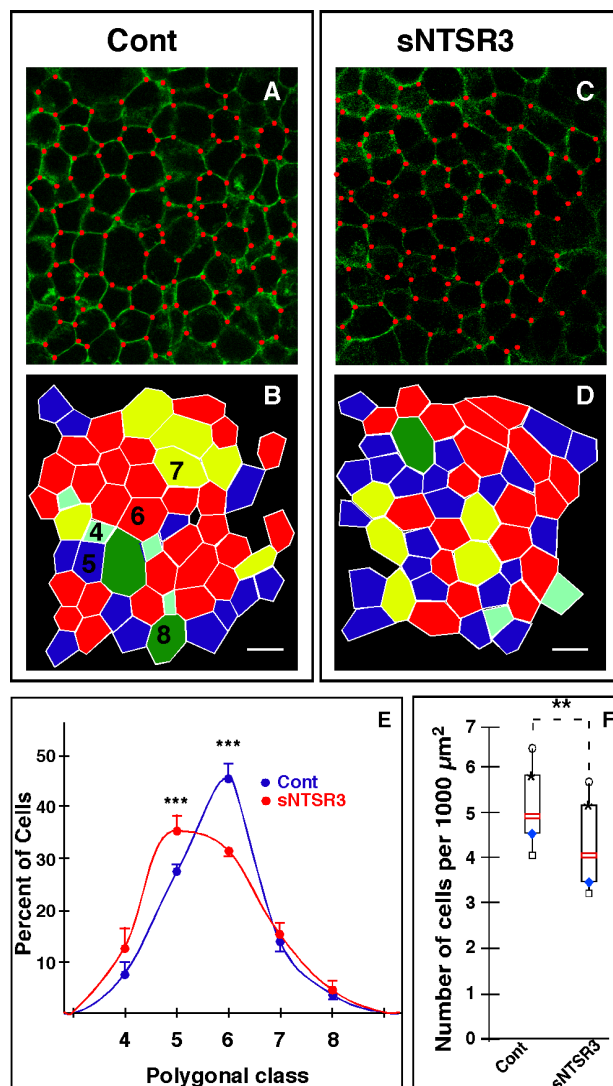 Cont
sNTSR3
A
C
B
D
7
6
4
5
8
E
F
50
40
30
20
10
***
***
Cont
sNTSR3
Percent of Cells
4 5 6 7 8
Polygonal class
**
7
6
5
4
3
2
1
0
*
*
Number of cells per 1000 µm²
Cont
sNTSR3